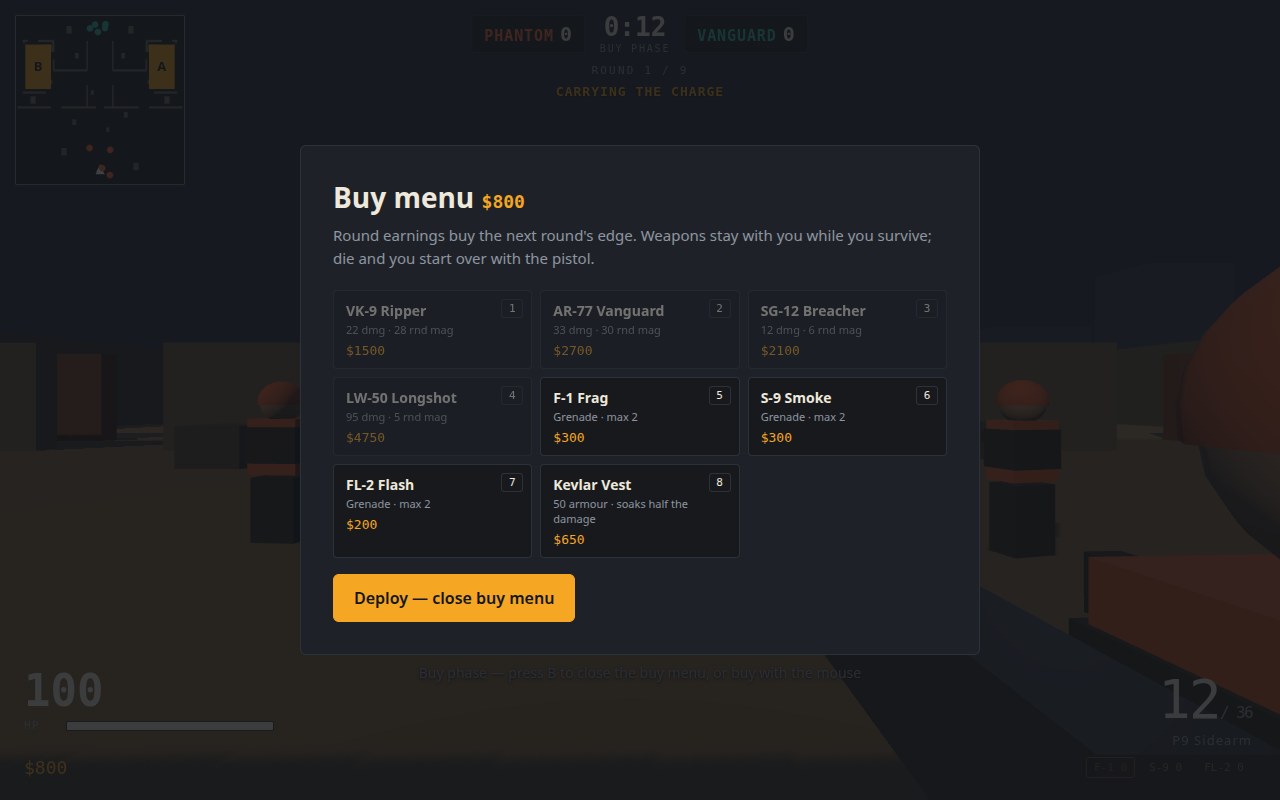 B
A
PHANTOM 0
0:12
VANGUARD 0
BUY PHASE
ROUND 1 / 9
CARRYING THE CHARGE
Buy menu $800
Round earnings buy the next round's edge. Weapons stay with you while you survive;
die and you start over with the pistol.
VK-9 Ripper 1
22 dmg · 28 rnd mag
$1500
AR-77 Vanguard 2
33 dmg · 30 rnd mag
$2700
SG-12 Breacher 3
12 dmg · 6 rnd mag
$2100
LW-50 Longshot 4
95 dmg · 5 rnd mag
$4750
F-1 Frag 5
Grenade · max 2
$300
S-9 Smoke 6
Grenade · max 2
$300
FL-2 Flash 7
Grenade · max 2
$200
Kevlar Vest 8
50 armour · soaks half the
damage
$650
Deploy — close buy menu
Buy phase — press B to close the buy menu, or buy with the mouse
100
HP
$800
12 / 36
P9 Sidearm
F-1 0 S-9 0 FL-2 0